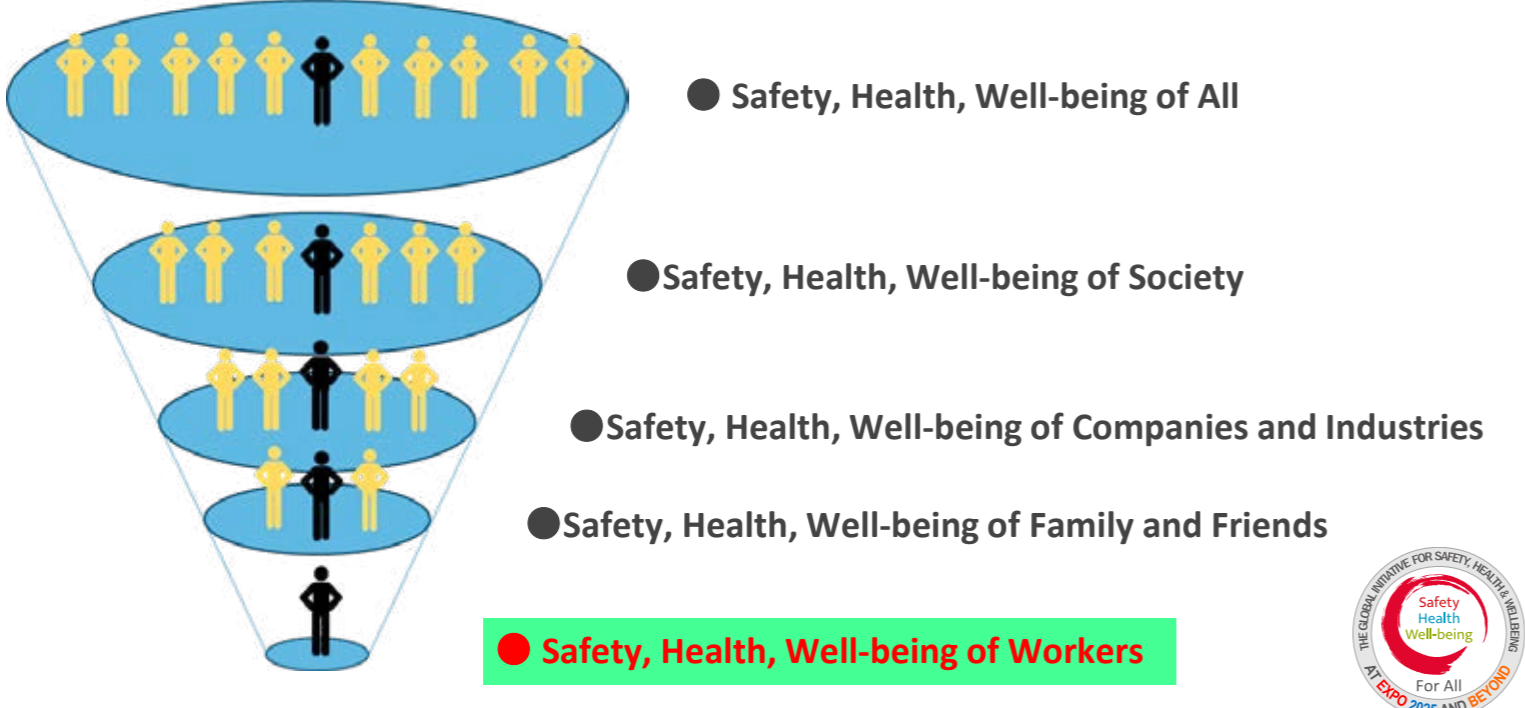 ● Safety, Health, Well-being of All
●Safety, Health, Well-being of Society
●Safety, Health, Well-being of Companies and Industries
●Safety, Health, Well-being of Family and Friends
● Safety, Health, Well-being of Workers
THE GLOBAL INITIATIVE FOR SAFETY, HEALTH & WELLBEING
Safety
Health
Well-being
For All
AT EXPO 2025 AND BEYOND